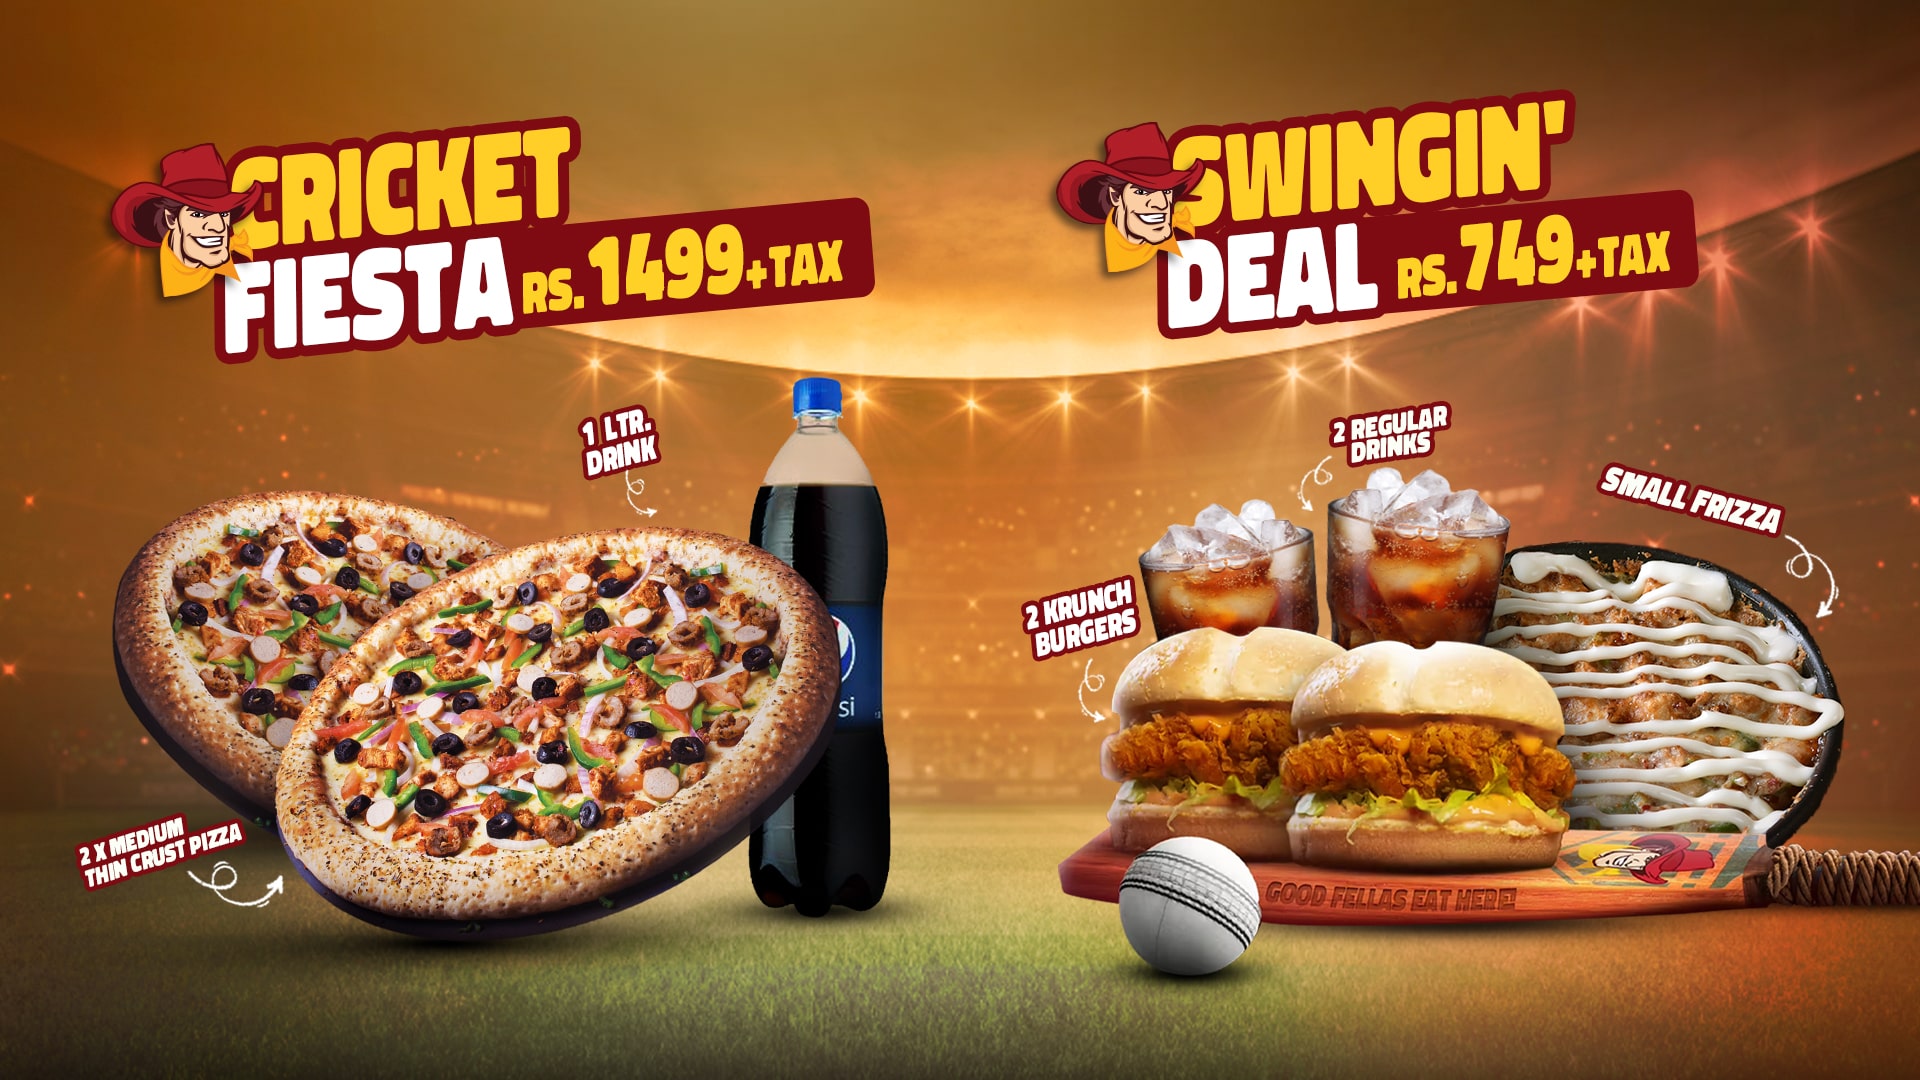 CRICKET
FIESTA RS. 1499+TAX
1 LTR.
DRINK
2 X MEDIUM
THIN CRUST PIZZA
si
SWINGIN'
DEAL RS. 749+TAX
2 REGULAR
DRINKS
SMALL FRIZZA
2 KRUNCH
BURGERS
GOOD FELLAS EAT HERE!